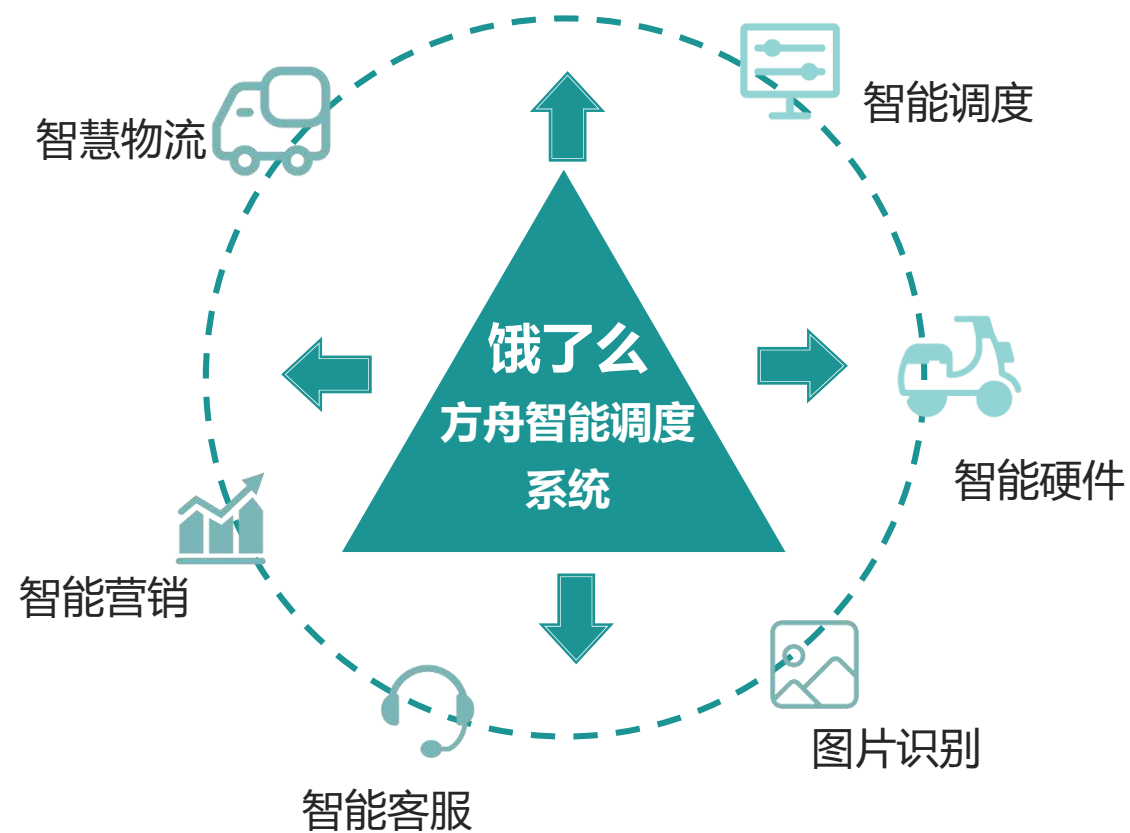 智慧物流
智能调度
饿了么
方舟智能调度
系统
智能硬件
智能营销
图片识别
智能客服